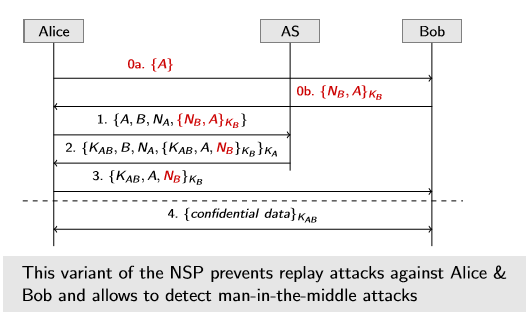 Alice AS Bob
0a. {A}
0b. {N_B, A}_{K_B}
1. {A, B, N_A, {N_B, A}_{K_B}}
2. {K_{AB}, B, N_A, {K_{AB}, A, N_B}_{K_B}}_{K_A}
3. {K_{AB}, A, N_B}_{K_B}
4. {confidential data}_{K_{AB}}
This variant of the NSP prevents replay attacks against Alice &
Bob and allows to detect man-in-the-middle attacks